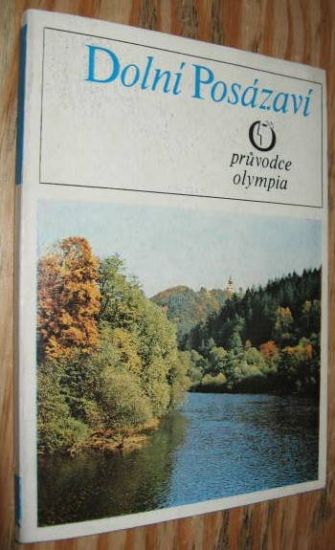 Dolní Posázaví
průvodce
olympia